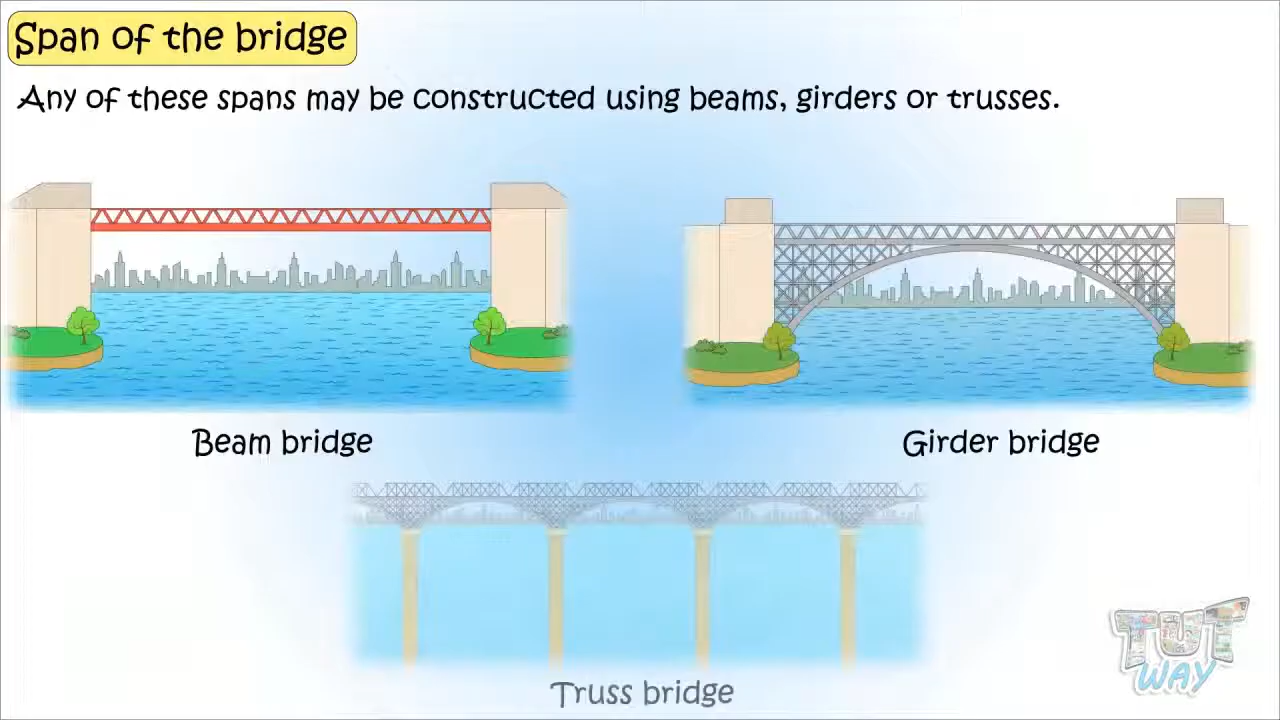 Span of the bridge
Any of these spans may be constructed using beams, girders or trusses.
Beam bridge
Girder bridge
Truss bridge
TUT
WAY